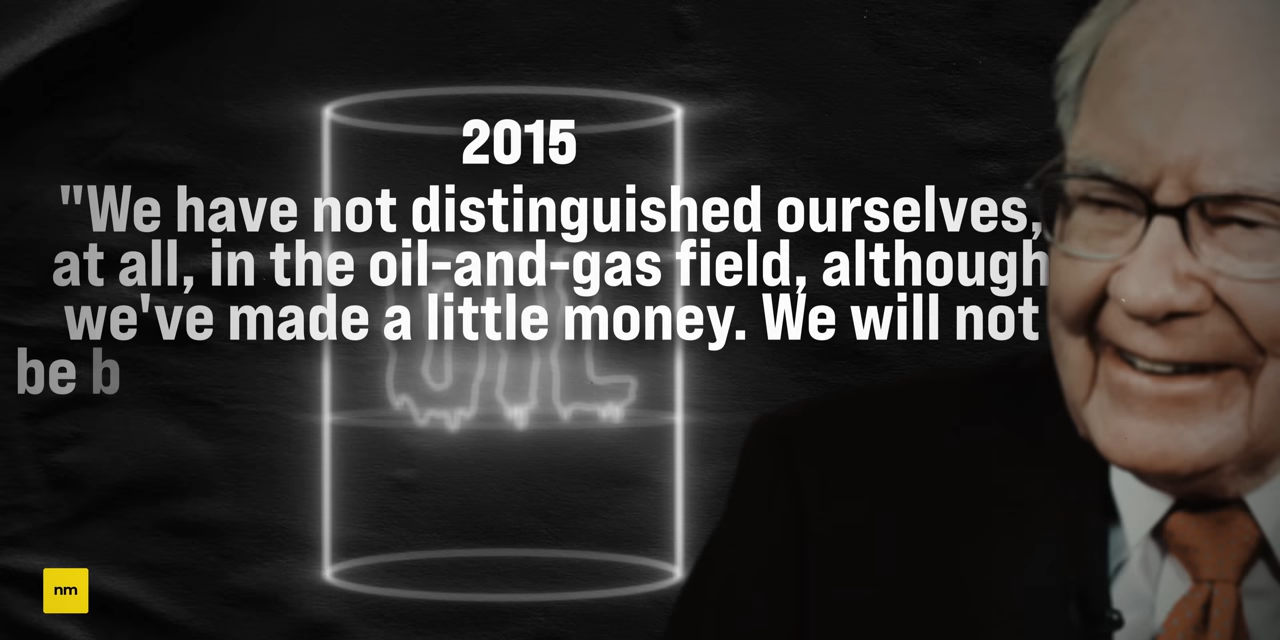 2015
"We have not distinguished ourselves,
at all, in the oil-and-gas field, although
we've made a little money. We will not
be b
OIL
nm